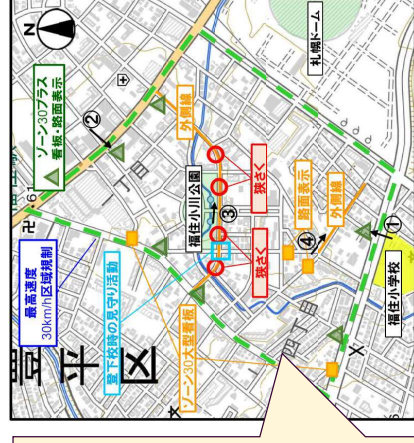 N
ゾーン30プラス
看板・路面表示
②
札幌ドーム
61
最高速度
30km/h区域規制
外側線
狭さく
福住小川公園
③
登下校時の見守り活動
狭さく
路面表示
外側線
④
①
ゾーン30大型看板
福住小学校
豊平区